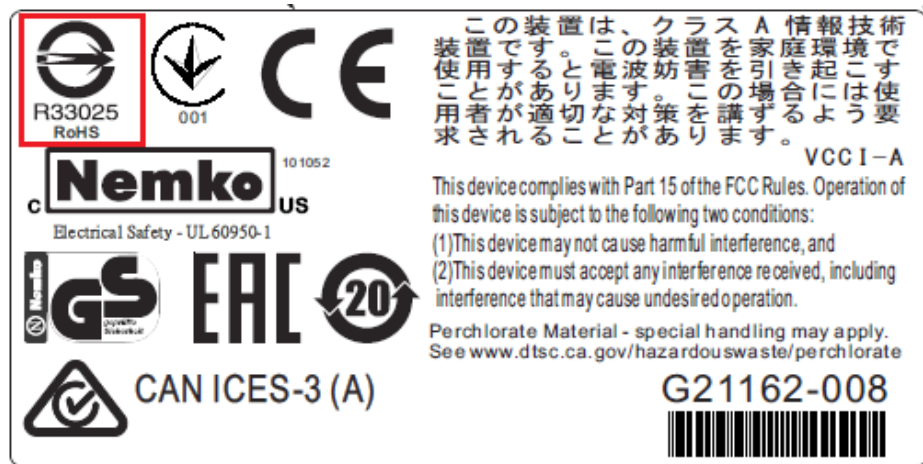 R33025
RoHS
001
CE
c Nemko US
101052
Electrical Safety - UL 60950-1
Nemko
GS
geprüfte
Sicherheit
EAC
20
CAN ICES-3 (A)
この装置は、クラス A 情報技術
装置です。この装置を家庭環境で
使用すると電波妨害を引き起こす
ことがあります。この場合には使
用者が適切な対策を講ずるよう要
求されることがあります。
VCCI-A
This device complies with Part 15 of the FCC Rules. Operation of
this device is subject to the following two conditions:
(1)This device may not cause harmful interference, and
(2)This device must accept any interference received, including
interference that may cause undesired operation.
Perchlorate Material - special handling may apply.
See www.dtsc.ca.gov/hazardouswaste/perchlorate
G21162-008